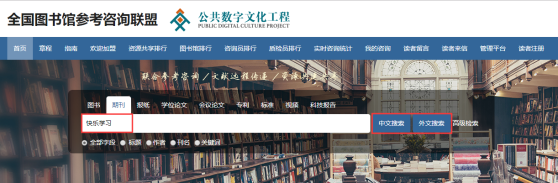 全国图书馆参考咨询联盟 公共数字文化工程
PUBLIC DIGITAL CULTURE PROJECT
首页 章程 指南 欢迎加盟 资源共享排行 图书馆排行 咨询员排行 拆除员排行 实时咨询统计 我的咨询 读者留言 读者来信 管理平台 读者注册
联合参考咨询 / 文献远程传递 /
图书 期刊 报纸 学位论文 会议论文 专利 标准 视频 科技报告
快乐学习 中文搜索 外文搜索 高级检索
全部字段 标题 作者 刊名 关键词